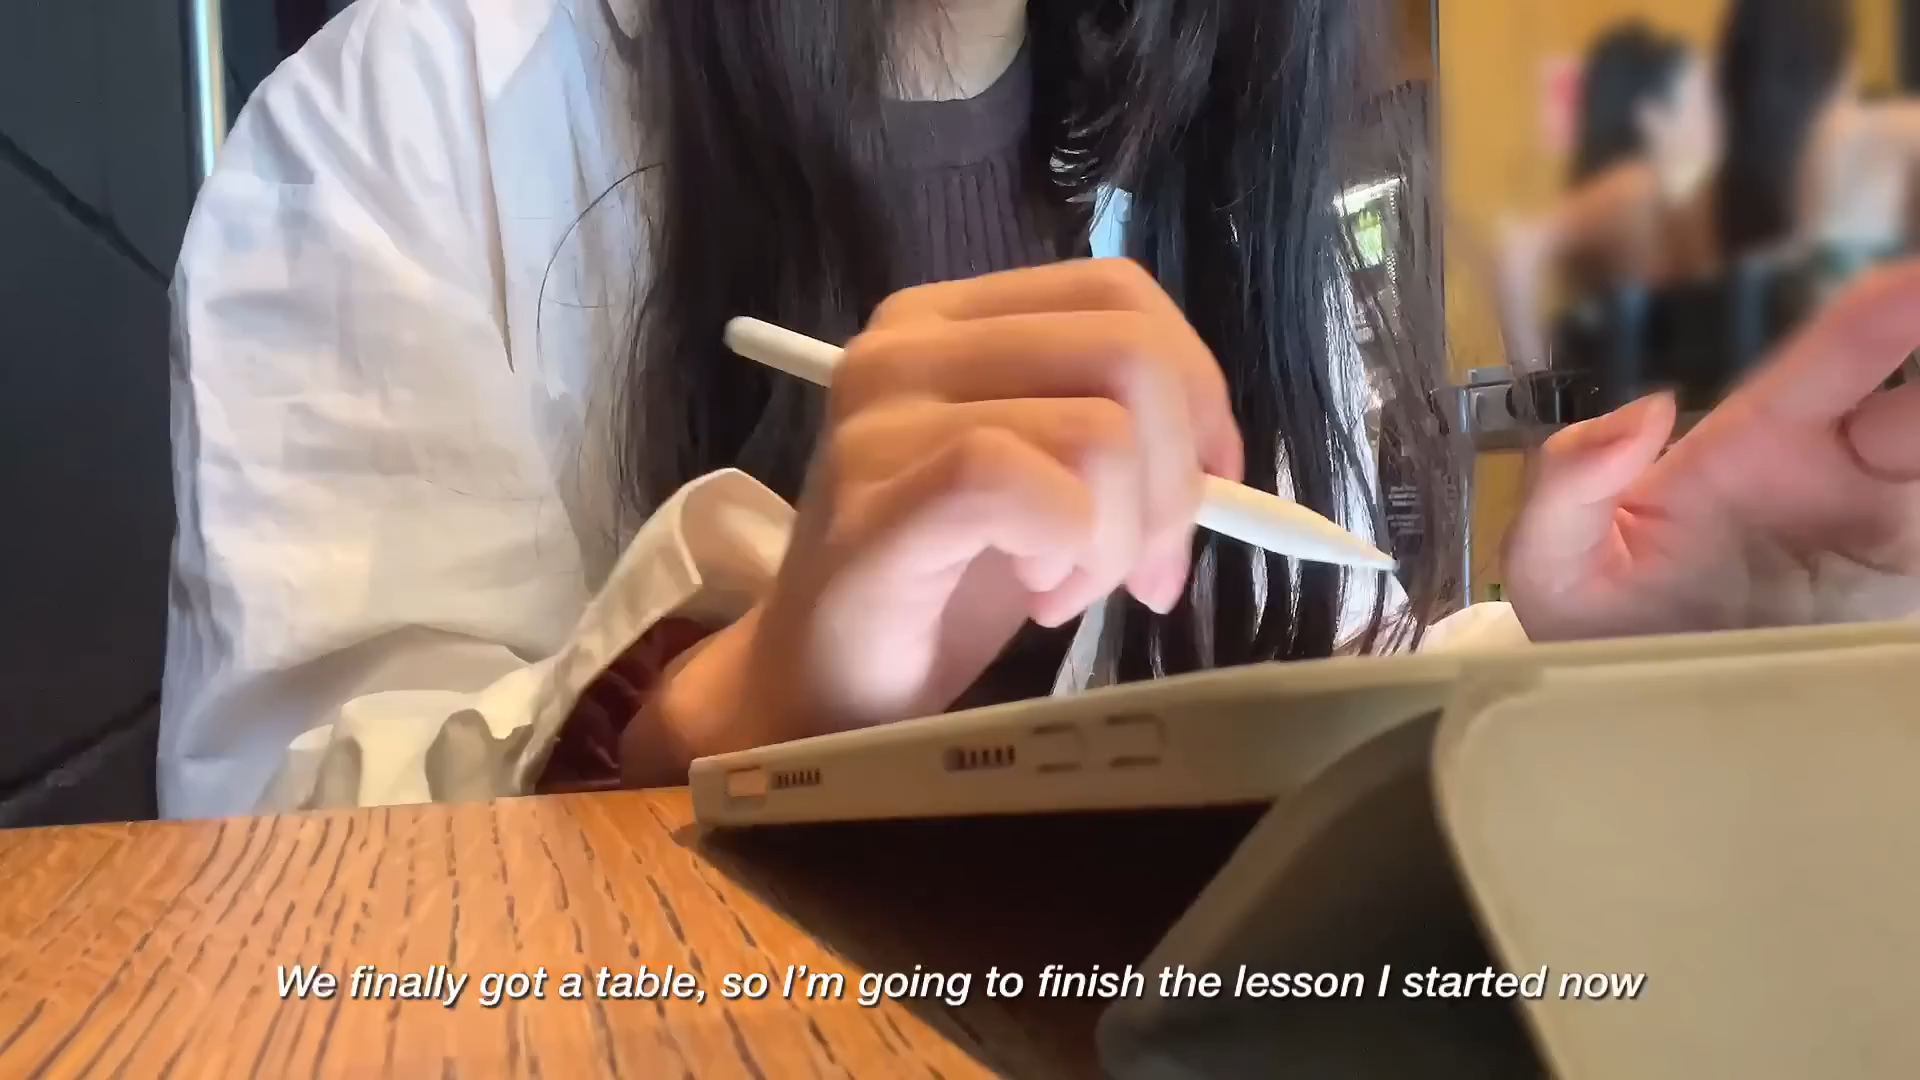 We finally got a table, so I’m going to finish the lesson I started now